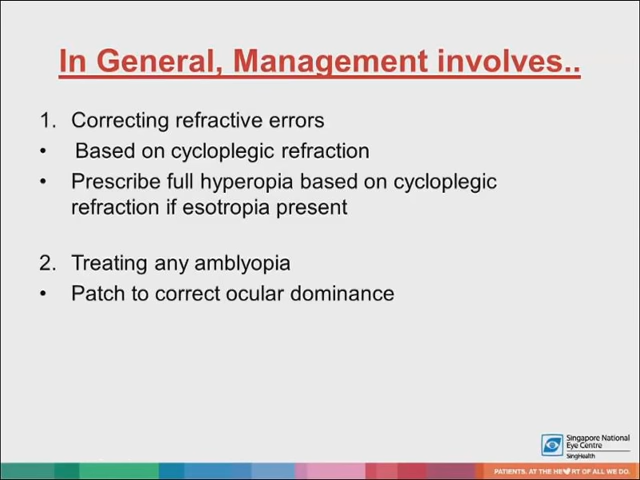 In General, Management involves..
1. Correcting refractive errors
• Based on cycloplegic refraction
• Prescribe full hyperopia based on cycloplegic
refraction if esotropia present
2. Treating any amblyopia
• Patch to correct ocular dominance
Singapore National
Eye Centre
SingHealth
PATIENTS. AT THE HE♥RT OF ALL WE DO.